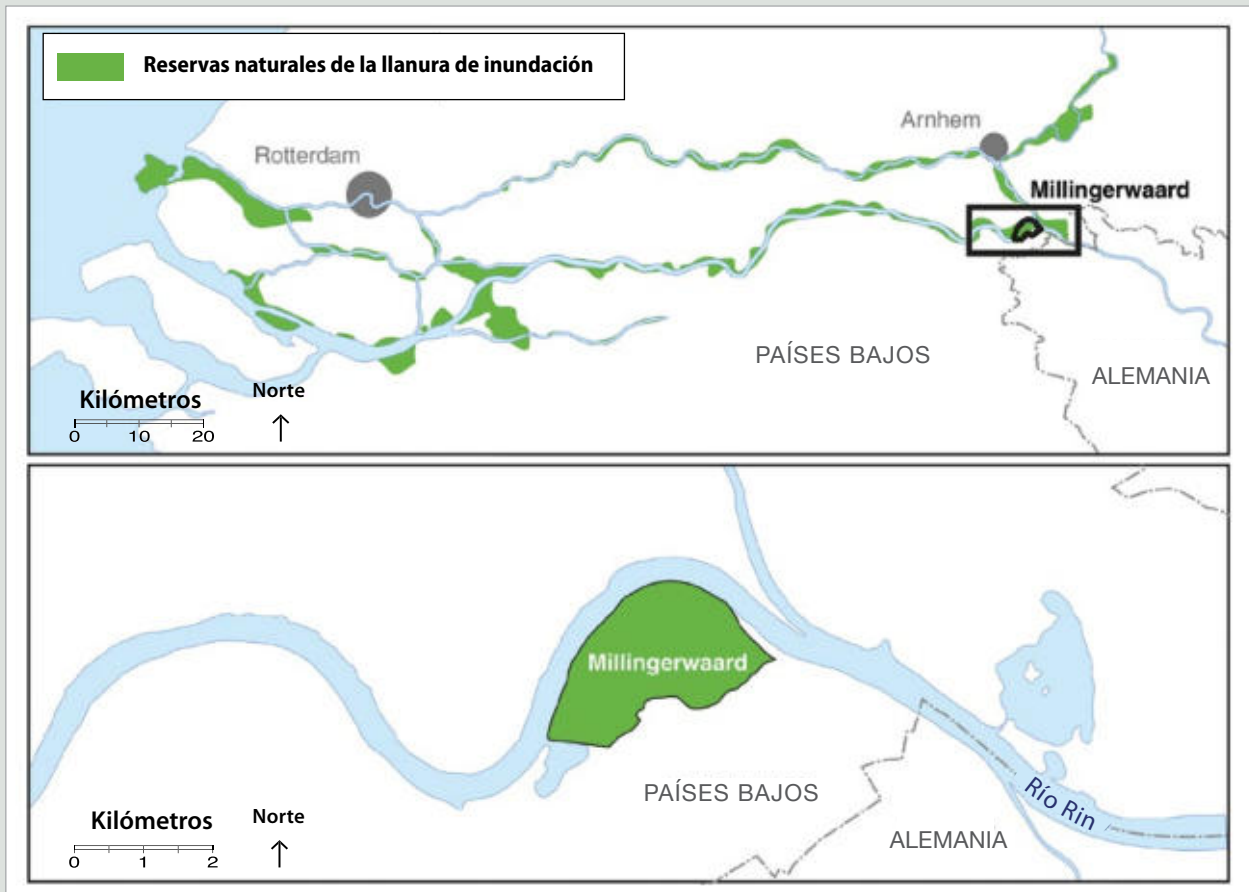 Reservas naturales de la llanura de inundación
Rotterdam
Arnhem
Millingerwaard
PAÍSES BAJOS
ALEMANIA
Kilómetros
0 10 20
Norte
Millingerwaard
PAÍSES BAJOS
ALEMANIA
Río Rin
Kilómetros
0 1 2
Norte